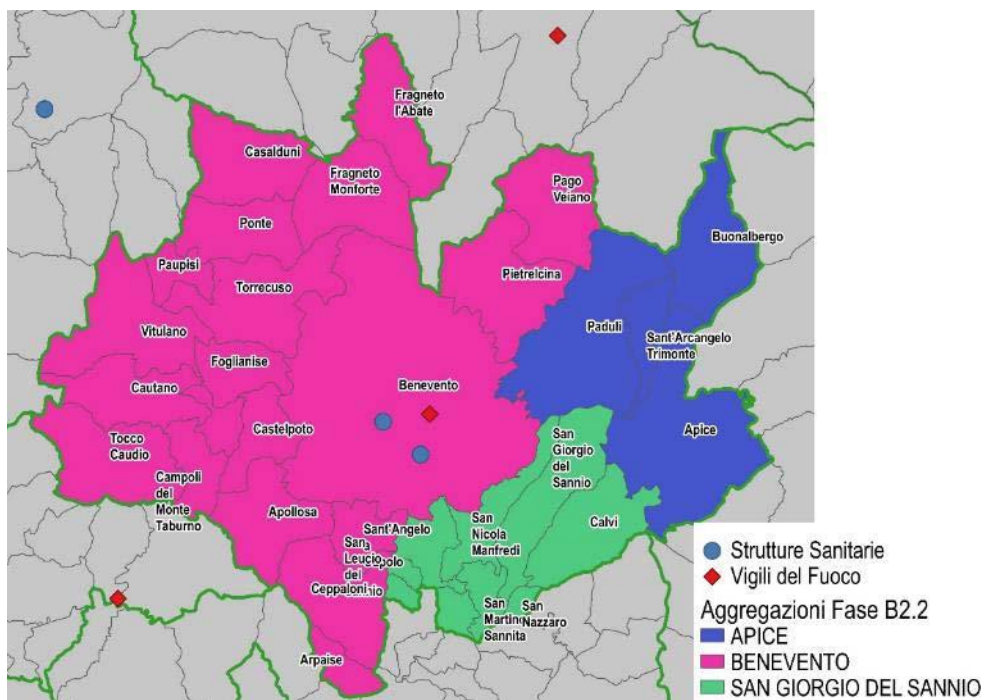 Fragneto
l'Abate
Casalduni
Fragneto
Monforte
Pago
Veiano
Ponte
Buonalbergo
Paupisi
Pietrelcina
Torrecuso
Paduli
Vitulano
Sant'Arcangelo
Trimonte
Foglianise
Cautano
Benevento
Castelpoto
Apice
Tocco
Caudio
San
Giorgio
del
Sannio
Campoli
del
Monte
Taburno
Apollosa
Sant'Angelo
San
Leucio
del
San
Nicola
Manfredi
Calvi
Ceppaloni
San
Martino
Sannita
San
Nazzaro
Arpaise
Strutture Sanitarie
Vigili del Fuoco
Aggregazioni Fase B2.2
APICE
BENEVENTO
SAN GIORGIO DEL SANNIO